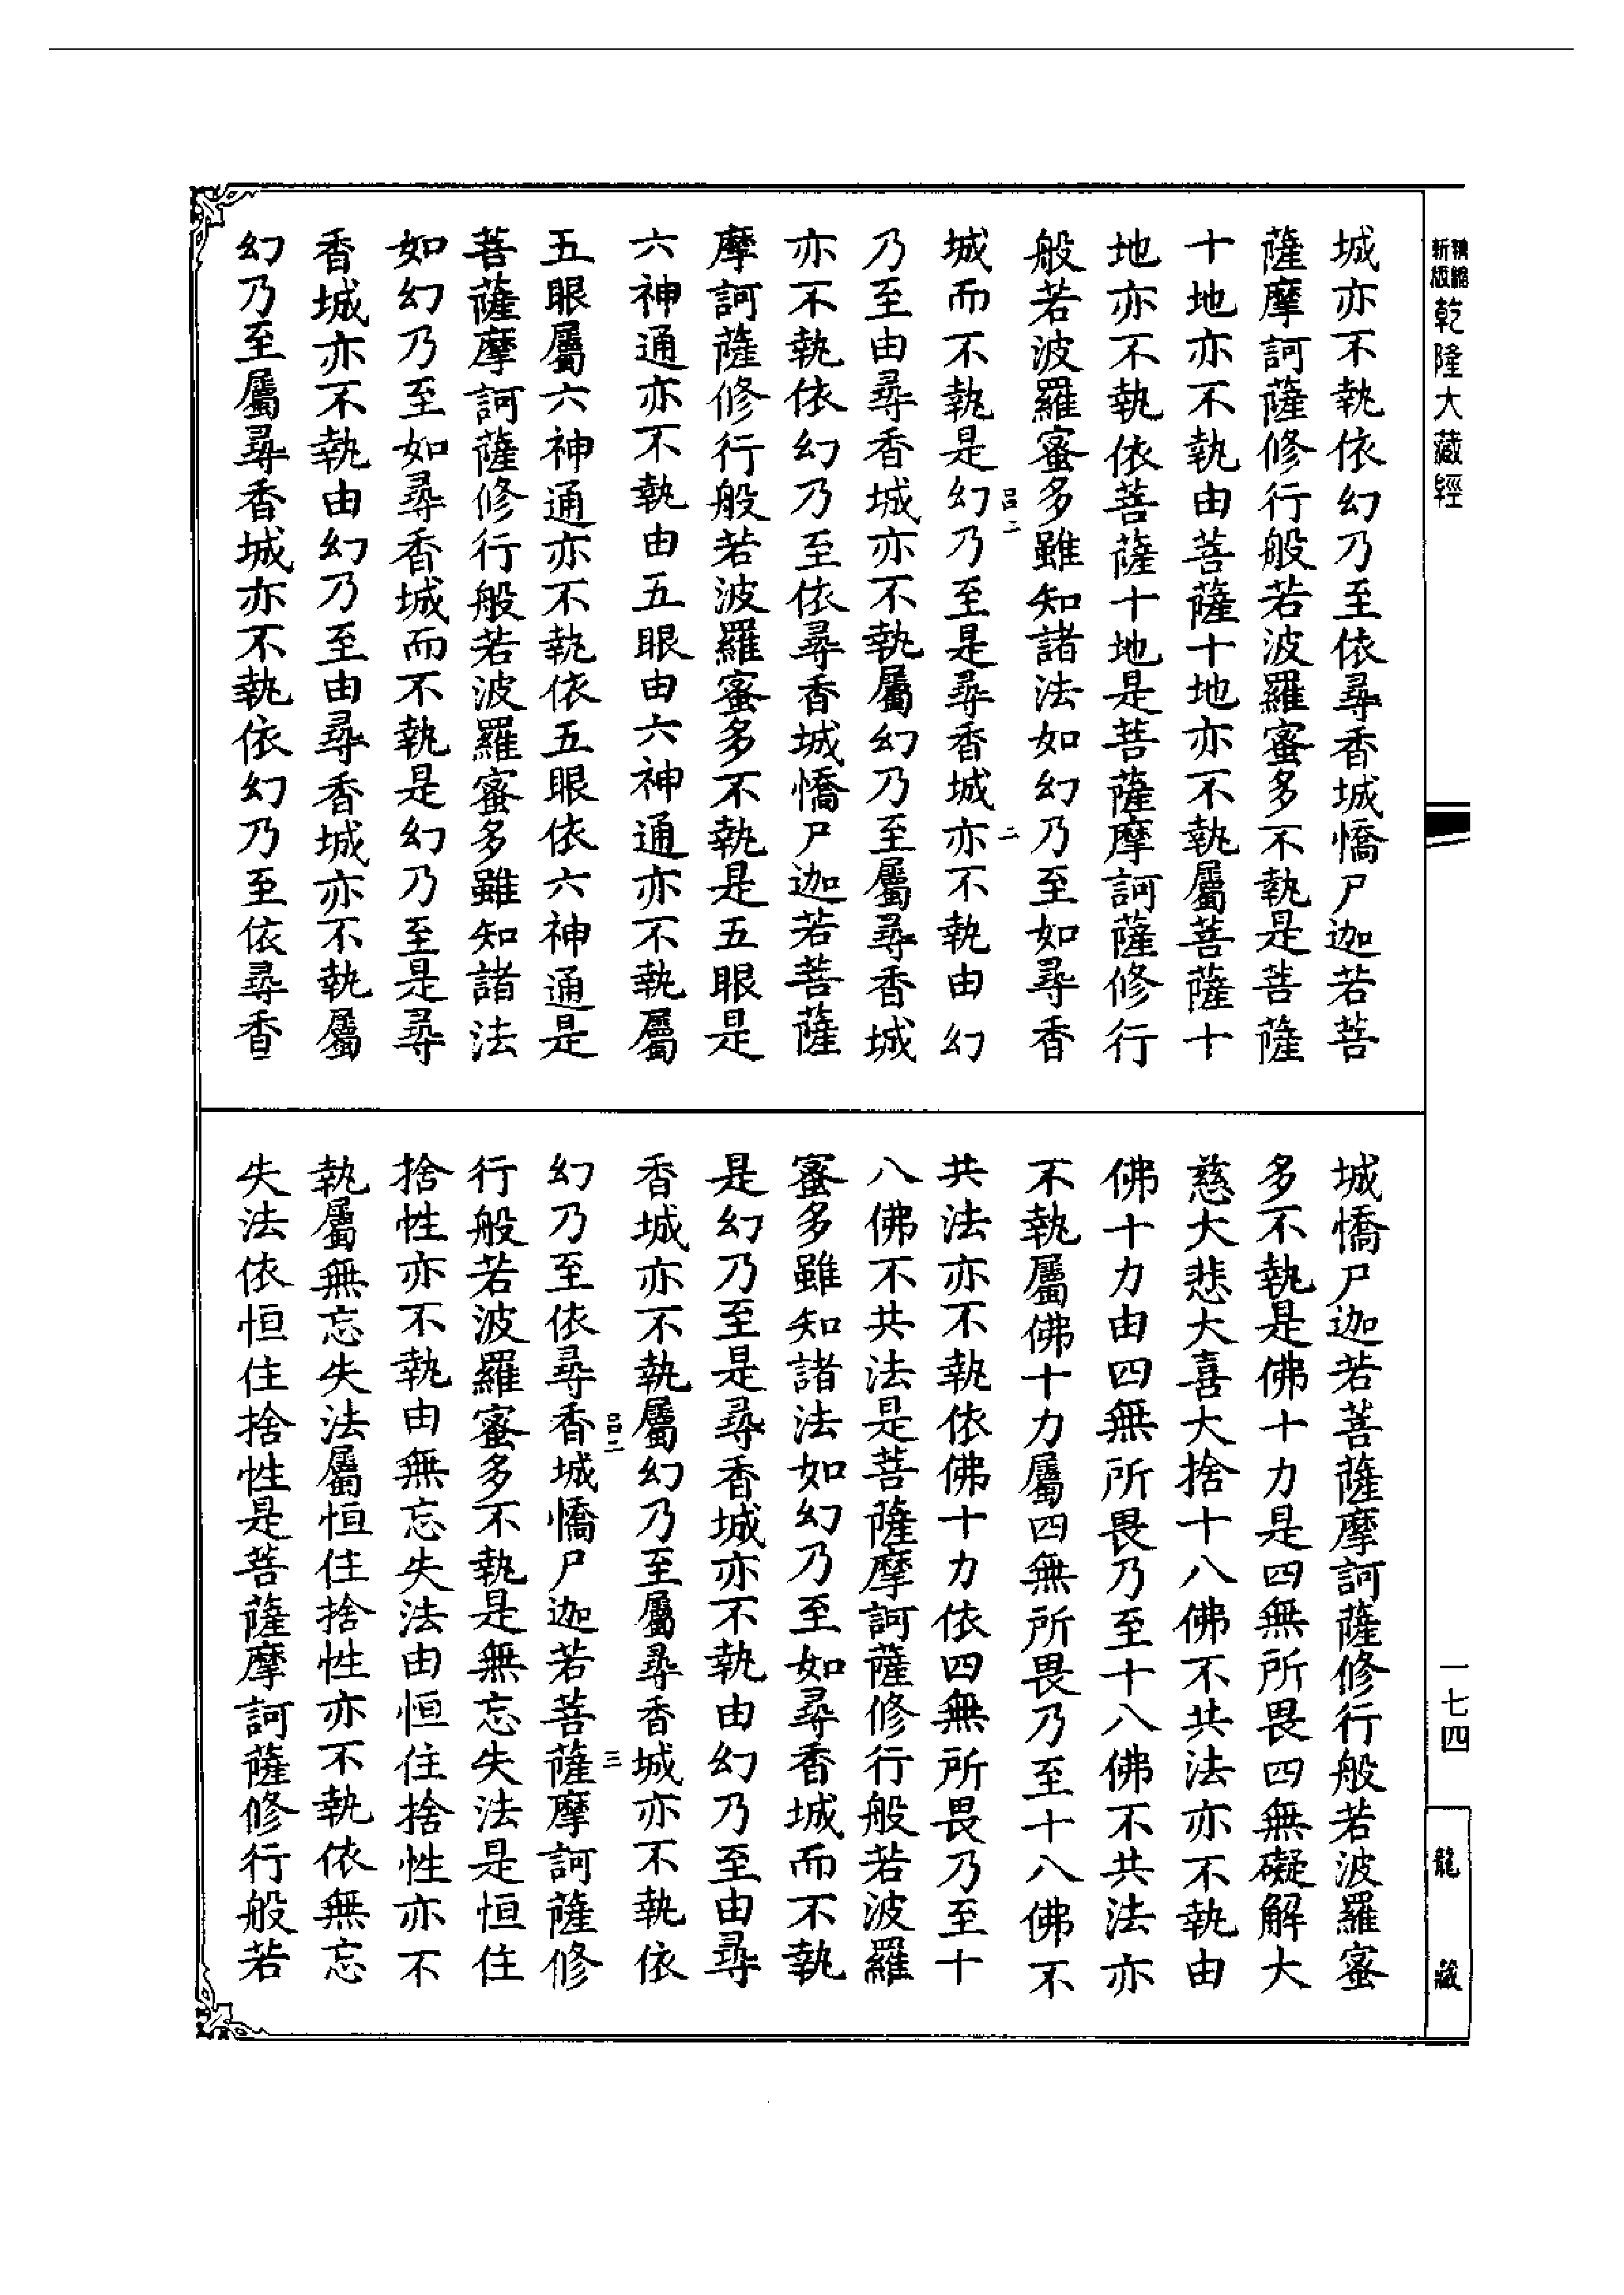 新版
精縮
乾隆大藏經
一七四
龍藏
城亦不執依幻乃至依尋香城憍尸迦若菩
薩摩訶薩修行般若波羅蜜多不執是菩薩
十地亦不執由菩薩十地亦不執屬菩薩十
地亦不執依菩薩十地是菩薩摩訶薩修行
般若波羅蜜多雖知諸法如幻乃至如尋香
呂二
二
城而不執是幻乃至是尋香城亦不執由幻
乃至由尋香城亦不執屬幻乃至屬尋香城
亦不執依幻乃至依尋香城憍尸迦若菩薩
摩訶薩修行般若波羅蜜多不執是五眼是
六神通亦不執由五眼由六神通亦不執屬
五眼屬六神通亦不執依五眼依六神通是
菩薩摩訶薩修行般若波羅蜜多雖知諸法
如幻乃至如尋香城而不執是幻乃至是尋
香城亦不執由幻乃至由尋香城亦不執屬
幻乃至屬尋香城亦不執依幻乃至依尋香
城憍尸迦若菩薩摩訶薩修行般若波羅蜜
多不執是佛十力是四無所畏四無礙解大
慈大悲大喜大捨十八佛不共法亦不執由
佛十力由四無所畏乃至十八佛不共法亦
不執屬佛十力屬四無所畏乃至十八佛不
共法亦不執依佛十力依四無所畏乃至十
八佛不共法是菩薩摩訶薩修行般若波羅
蜜多雖知諸法如幻乃至如尋香城而不執
是幻乃至是尋香城亦不執由幻乃至由尋
香城亦不執屬幻乃至屬尋香城亦不執依
呂二
三
幻乃至依尋香城憍尸迦若菩薩摩訶薩修
行般若波羅蜜多不執是無忘失法是恒住
捨性亦不執由無忘失法由恒住捨性亦不
執屬無忘失法屬恒住捨性亦不執依無忘
失法依恒住捨性是菩薩摩訶薩修行般若